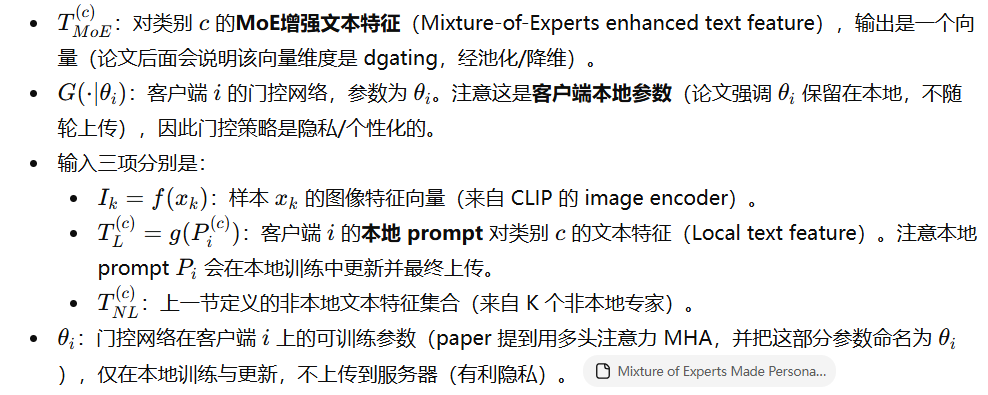 • $T_{MoE}^{(c)}$：对类别 $c$ 的MoE增强文本特征（Mixture-of-Experts enhanced text feature），输出是一个向
量（论文后面会说明该向量维度是 dgating，经池化/降维）。
• $G(\cdot|\theta_i)$：客户端 $i$ 的门控网络，参数为 $\theta_i$。注意这是客户端本地参数（论文强调 $\theta_i$ 保留在本地，不随
轮上传），因此门控策略是隐私/个性化的。
• 输入三项分别是：
• $I_k = f(x_k)$：样本 $x_k$ 的图像特征向量（来自 CLIP 的 image encoder）。
• $T_L^{(c)} = g(P_i^{(c)})$：客户端 $i$ 的本地 prompt 对类别 $c$ 的文本特征（Local text feature）。注意本地
prompt $P_i$ 会在本地训练中更新并最终上传。
• $T_{NL}^{(c)}$：上一节定义的非本地文本特征集合（来自 K 个非本地专家）。
• $\theta_i$：门控网络在客户端 $i$ 上的可训练参数（paper 提到用多头注意力 MHA，并把这部分参数命名为 $\theta_i$
），仅在本地训练与更新，不上传到服务器（有利隐私）。 Mixture of Experts Made Persona...